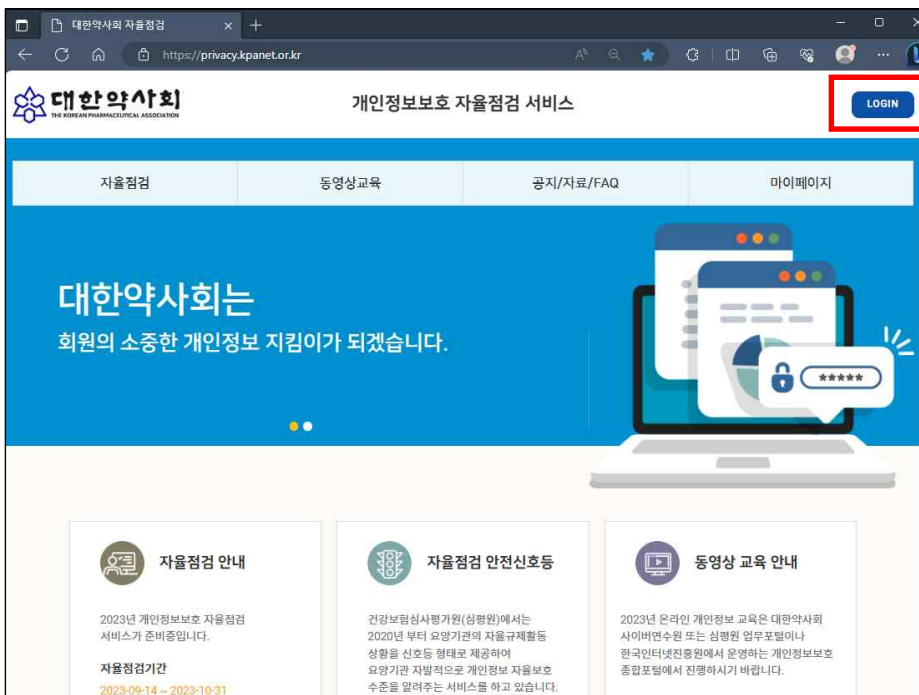 대한약사회 자율점검
https://privacy.kpanet.or.kr
대한약사회
THE KOREAN PHARMACEUTICAL ASSOCIATION
개인정보보호 자율점검 서비스
LOGIN
자율점검
동영상교육
공지/자료/FAQ
마이페이지
대한약사회는
회원의 소중한 개인정보 지킴이가 되겠습니다.
*****
자율점검 안내
2023년 개인정보보호 자율점검
서비스가 준비중입니다.
자율점검기간
2023-09-14 ~ 2023-10-31
자율점검 안전신호등
건강보험심사평가원(심평원)에서는
2020년 부터 요양기관의 자율규제활동
상황을 신호등 형태로 제공하여
요양기관 자발적으로 개인정보 자율보호
수준을 알려주는 서비스를 하고 있습니다.
동영상 교육 안내
2023년 온라인 개인정보 교육은 대한약사회
사이버연수원 또는 심평원 업무포털이나
한국인터넷진흥원에서 운영하는 개인정보보호
종합포털에서 진행하시기 바랍니다.